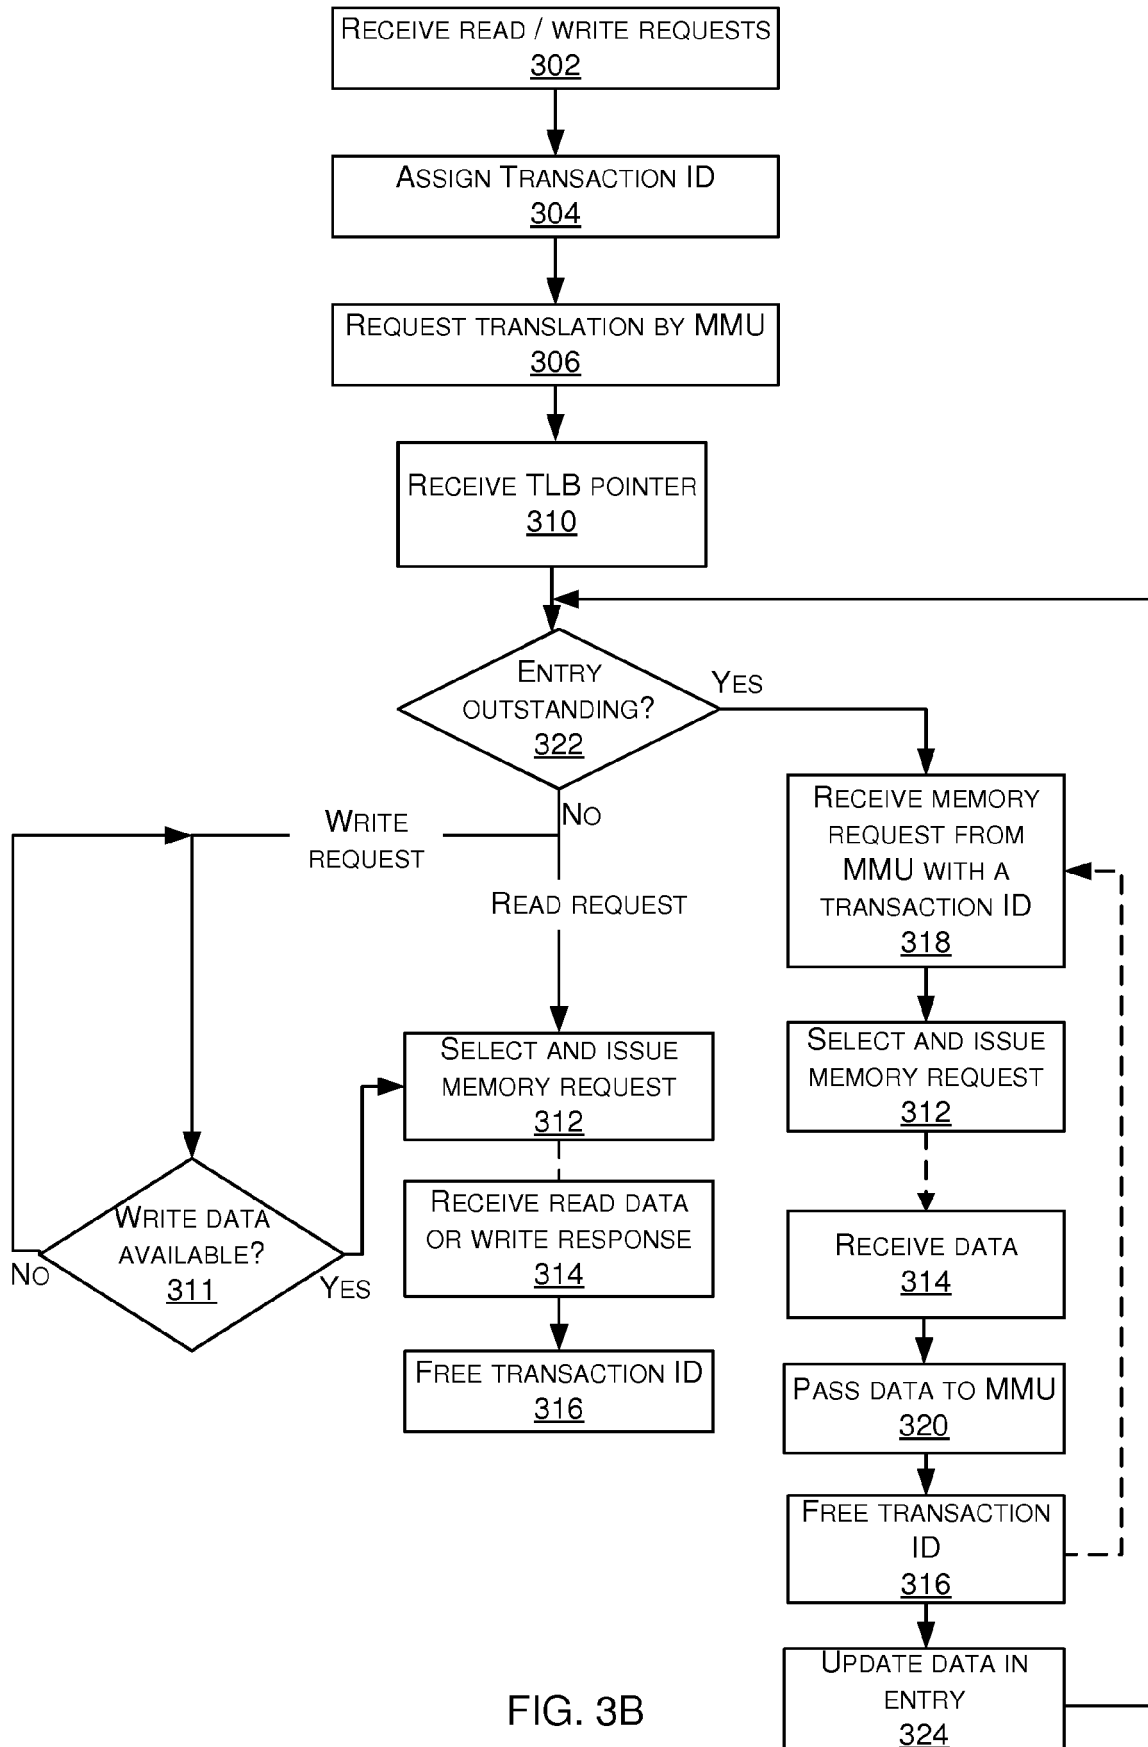 RECEIVE READ / WRITE REQUESTS
302
ASSIGN TRANSACTION ID
304
REQUEST TRANSLATION BY MMU
306
RECEIVE TLB POINTER
310
ENTRY
OUTSTANDING?
322
YES
NO
WRITE
REQUEST
READ REQUEST
RECEIVE MEMORY
REQUEST FROM
MMU WITH A
TRANSACTION ID
318
SELECT AND ISSUE
MEMORY REQUEST
312
SELECT AND ISSUE
MEMORY REQUEST
312
WRITE DATA
AVAILABLE?
311
NO
YES
RECEIVE READ DATA
OR WRITE RESPONSE
314
RECEIVE DATA
314
FREE TRANSACTION ID
316
PASS DATA TO MMU
320
FREE TRANSACTION
ID
316
UPDATE DATA IN
ENTRY
324
FIG. 3B